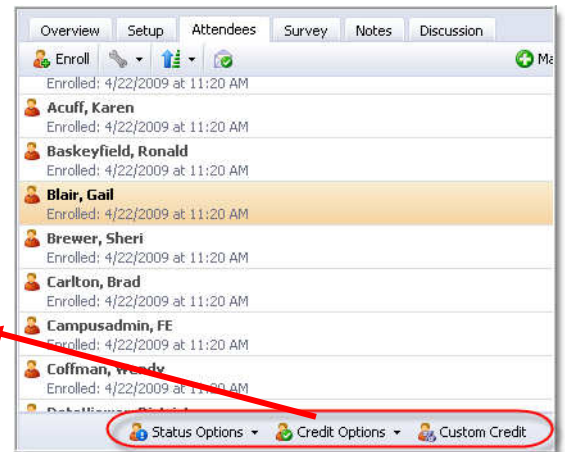 Overview Setup Attendees Survey Notes Discussion
Enroll
Enrolled: 4/22/2009 at 11:20 AM
Acuff, Karen
Enrolled: 4/22/2009 at 11:20 AM
Baskeyfield, Ronald
Enrolled: 4/22/2009 at 11:20 AM
Blair, Gail
Enrolled: 4/22/2009 at 11:20 AM
Brewer, Sheri
Enrolled: 4/22/2009 at 11:20 AM
Carlton, Brad
Enrolled: 4/22/2009 at 11:20 AM
Campusadmin, FE
Enrolled: 4/22/2009 at 11:20 AM
Coffman, Wendy
Enrolled: 4/22/2009 at 11:20 AM
Status Options Credit Options Custom Credit